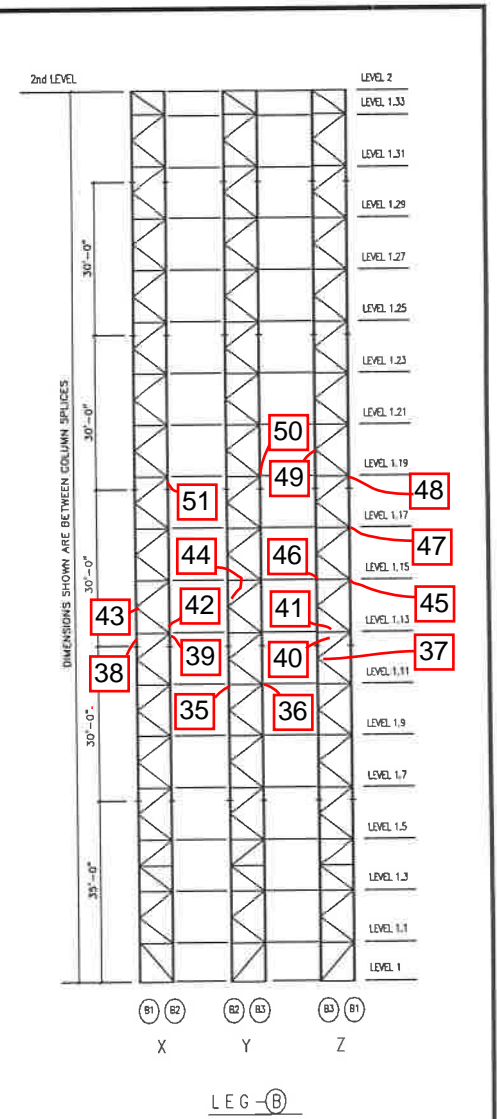 2nd LEVEL
LEVEL 2
LEVEL 1.33
LEVEL 1.31
LEVEL 1.29
LEVEL 1.27
LEVEL 1.25
LEVEL 1.23
LEVEL 1.21
LEVEL 1.19
LEVEL 1.17
LEVEL 1.15
LEVEL 1.13
LEVEL 1.11
LEVEL 1.9
LEVEL 1.7
LEVEL 1.5
LEVEL 1.3
LEVEL 1.1
LEVEL 1
DIMENSIONS SHOWN ARE BETWEEN COLUMN SPLICES
30'-0"
30'-0"
30'-0"
30'-0"
35'-0"
50
49
48
51
47
44
46
45
43
42
41
38
39
40
37
35
36
B1 B2 B2 B3 B3 B1
X Y Z
LEG-B